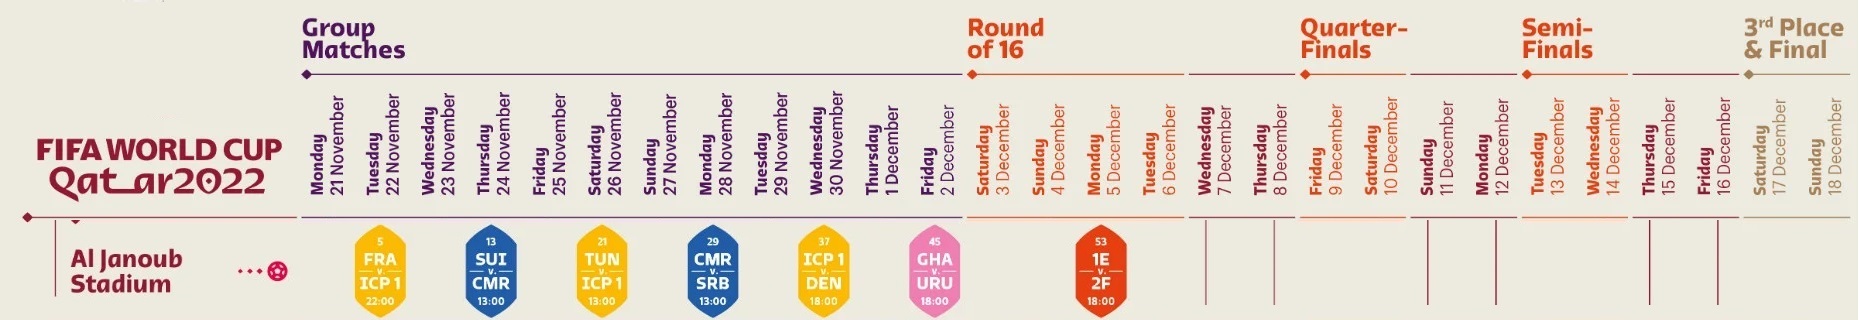 Group
Matches
Round
of 16
Quarter-
Finals
Semi-
Finals
3rd Place
& Final
FIFA WORLD CUP
Qatar2022
Monday
21 November
Tuesday
22 November
Wednesday
23 November
Thursday
24 November
Friday
25 November
Saturday
26 November
Sunday
27 November
Monday
28 November
Tuesday
29 November
Wednesday
30 November
Thursday
1 December
Friday
2 December
Saturday
3 December
Sunday
4 December
Monday
5 December
Tuesday
6 December
Wednesday
7 December
Thursday
8 December
Friday
9 December
Saturday
10 December
Sunday
11 December
Monday
12 December
Tuesday
13 December
Wednesday
14 December
Thursday
15 December
Friday
16 December
Saturday
17 December
Sunday
18 December
Al Janoub
Stadium
5
FRA
v.
ICP 1
22:00
13
SUI
v.
CMR
13:00
21
TUN
v.
ICP 1
13:00
29
CMR
v.
SRB
13:00
37
ICP 1
v.
DEN
18:00
45
GHA
v.
URU
18:00
53
1E
v.
2F
18:00